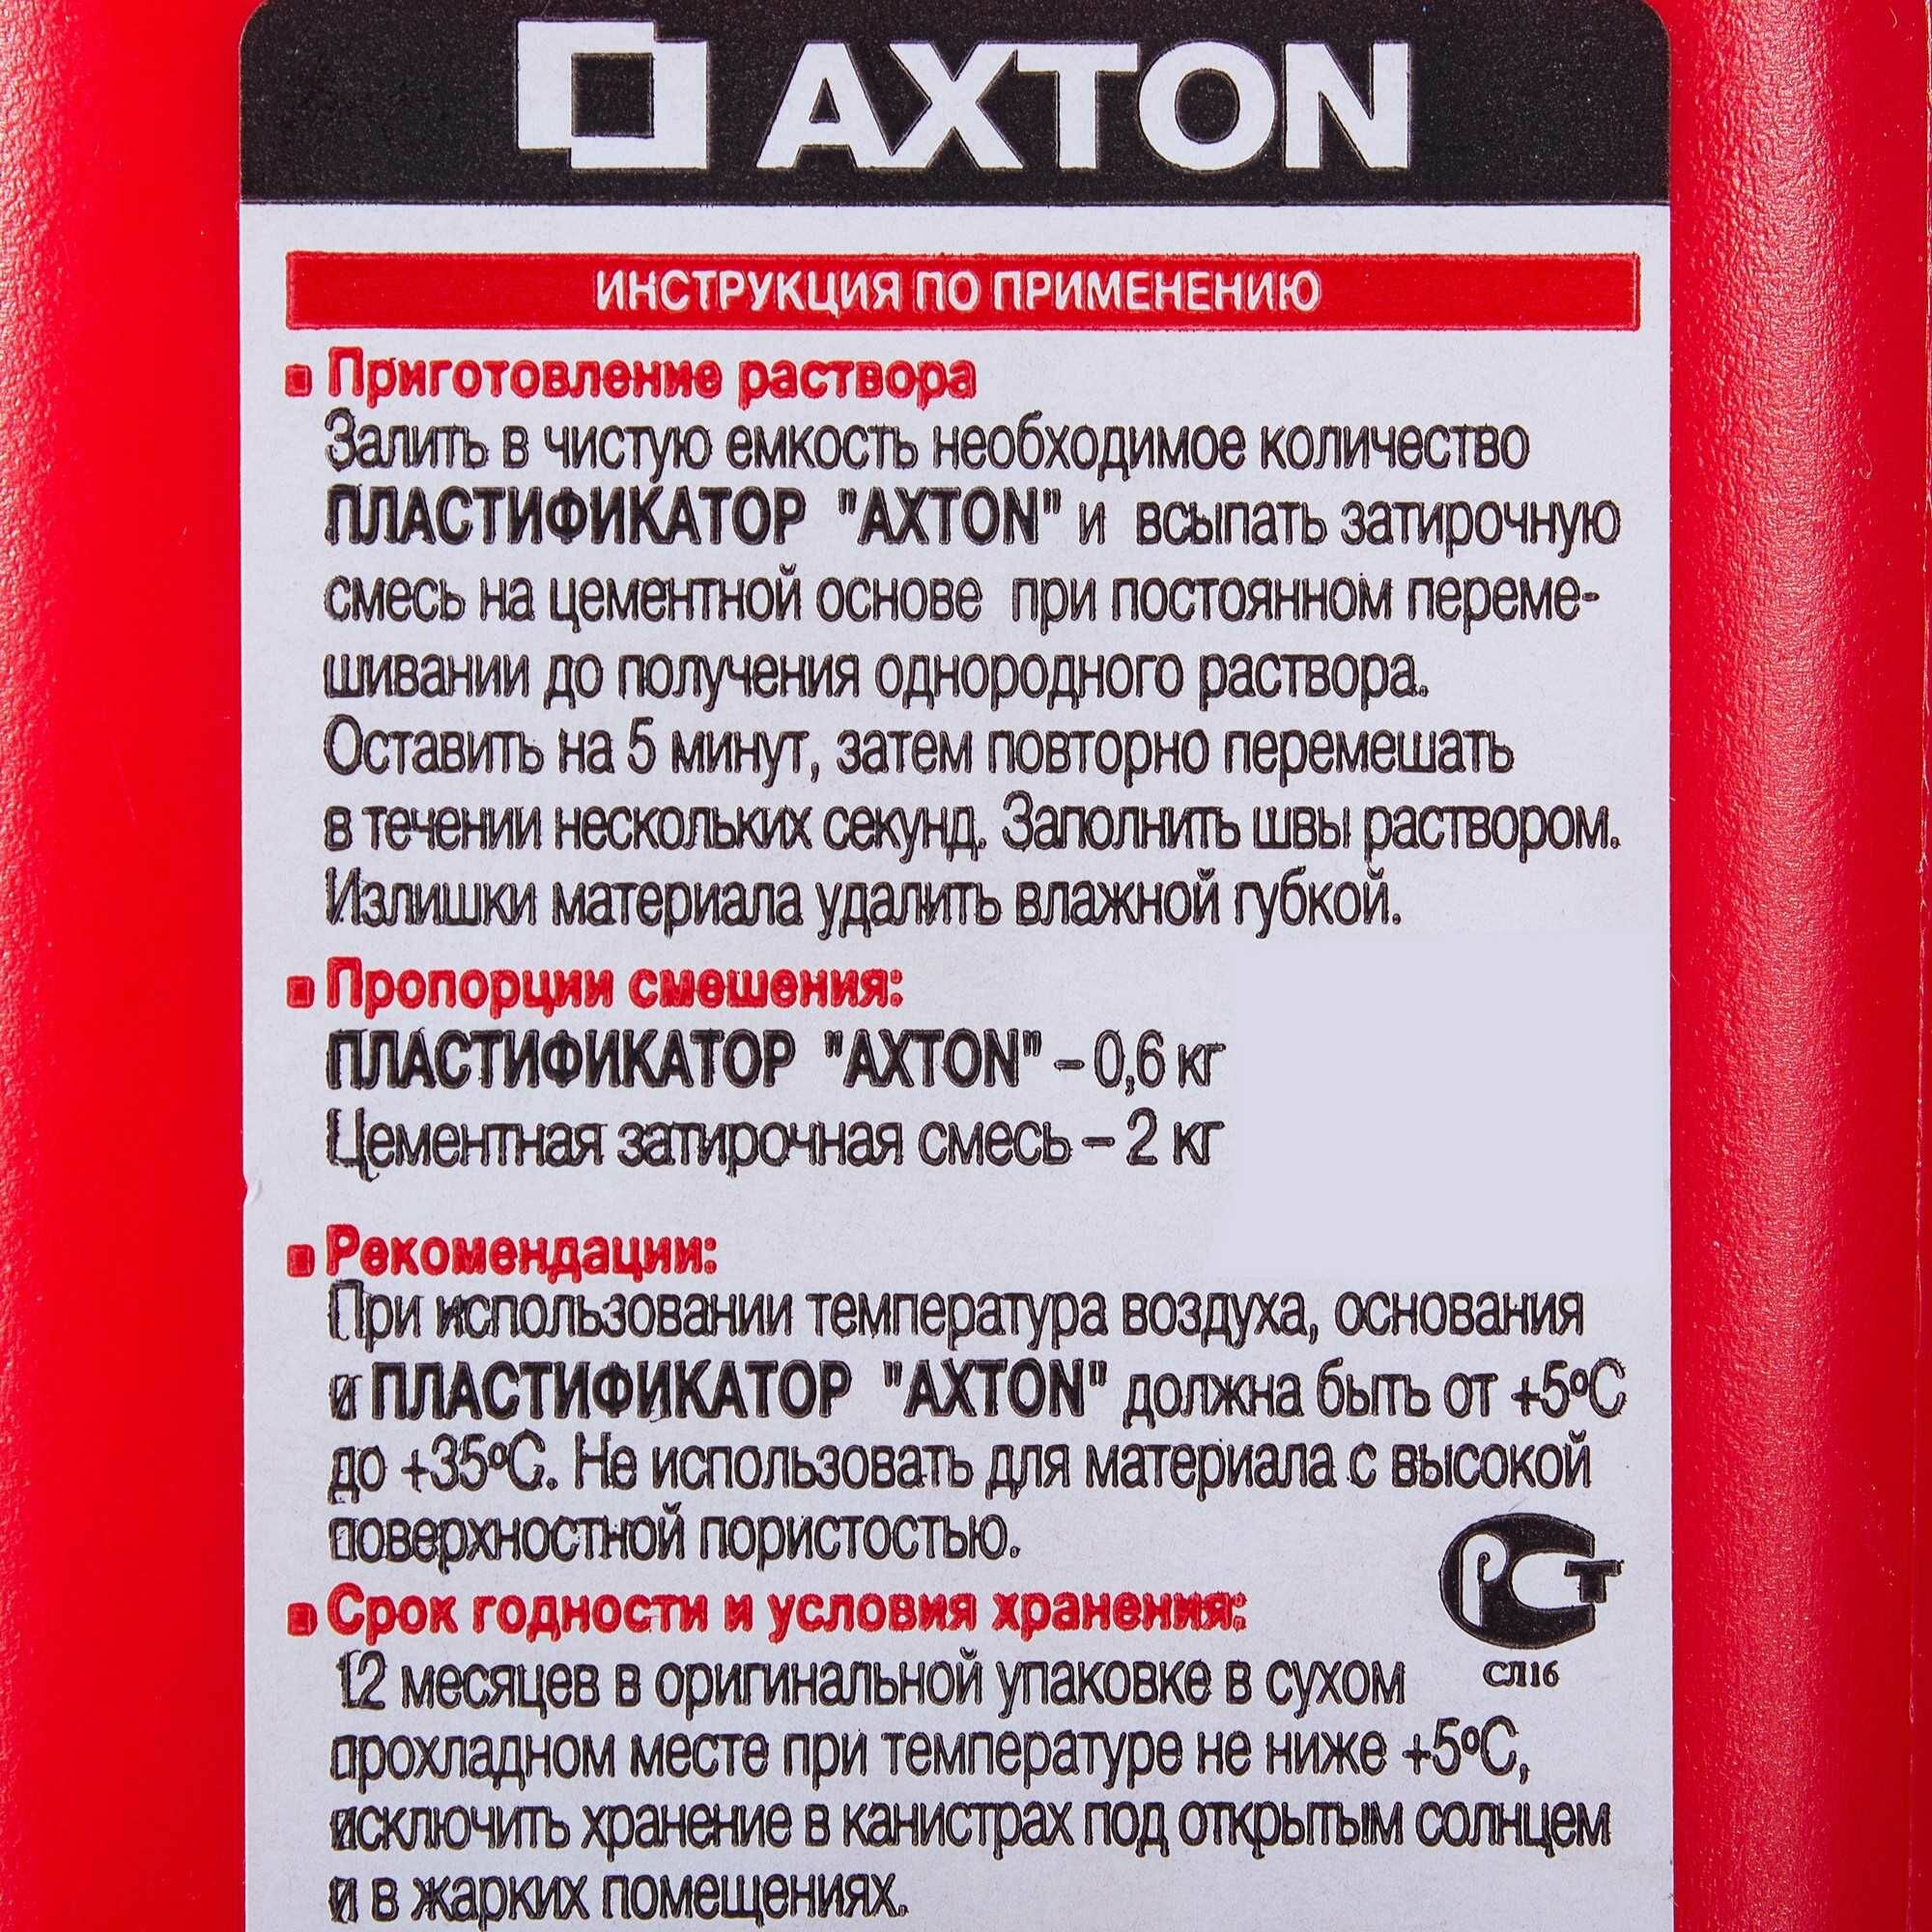 AXTON
ИНСТРУКЦИЯ ПО ПРИМЕНЕНИЮ
Приготовление раствора
Залить в чистую емкость необходимое количество
ПЛАСТИФИКАТОР "AXTON" и всыпать затирочную
смесь на цементной основе при постоянном переме-
шивании до получения однородного раствора.
Оставить на 5 минут, затем повторно перемешать
в течении нескольких секунд. Заполнить швы раствором.
Излишки материала удалить влажной губкой.
Пропорции смешения:
ПЛАСТИФИКАТОР "AXTON" – 0,6 кг
Цементная затирочная смесь – 2 кг
Рекомендации:
При использовании температура воздуха, основания
и ПЛАСТИФИКАТОР "AXTON" должна быть от +5ºС
до +35ºС. Не использовать для материала с высокой
поверхностной пористостью.
РСТ
Срок годности и условия хранения:
СЛ16
12 месяцев в оригинальной упаковке в сухом
прохладном месте при температуре не ниже +5ºС,
исключить хранение в канистрах под открытым солнцем
и в жарких помещениях.